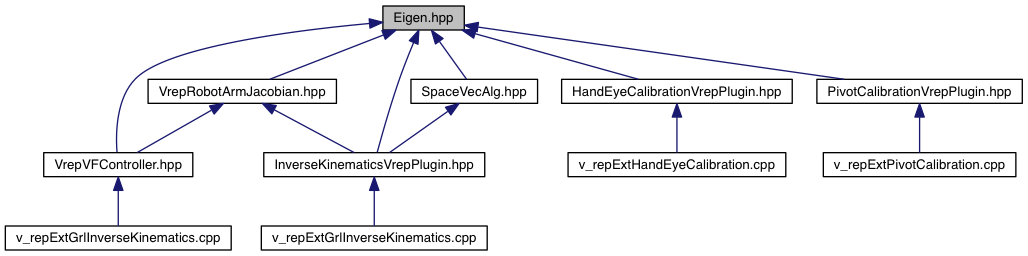 Eigen.hpp
VrepRobotArmJacobian.hpp
SpaceVecAlg.hpp
HandEyeCalibrationVrepPlugin.hpp
PivotCalibrationVrepPlugin.hpp
VrepVFController.hpp
InverseKinematicsVrepPlugin.hpp
v_repExtHandEyeCalibration.cpp
v_repExtPivotCalibration.cpp
v_repExtGrlInverseKinematics.cpp
v_repExtGrlInverseKinematics.cpp